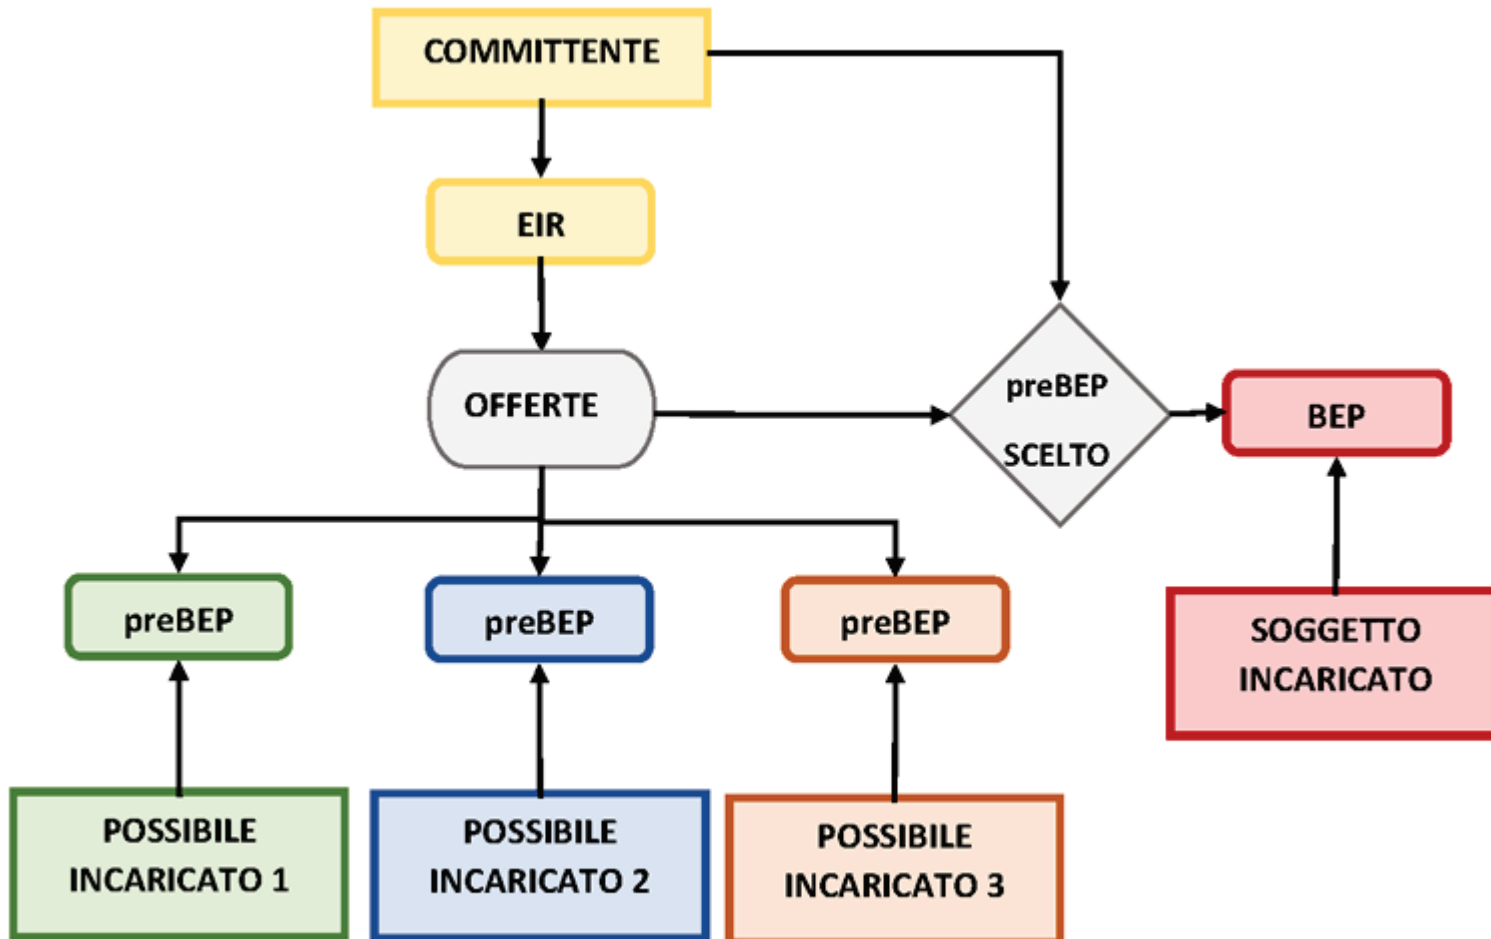 COMMITTENTE
EIR
OFFERTE
preBEP
SCELTO
BEP
preBEP
preBEP
preBEP
SOGGETTO
INCARICATO
POSSIBILE
INCARICATO 1
POSSIBILE
INCARICATO 2
POSSIBILE
INCARICATO 3